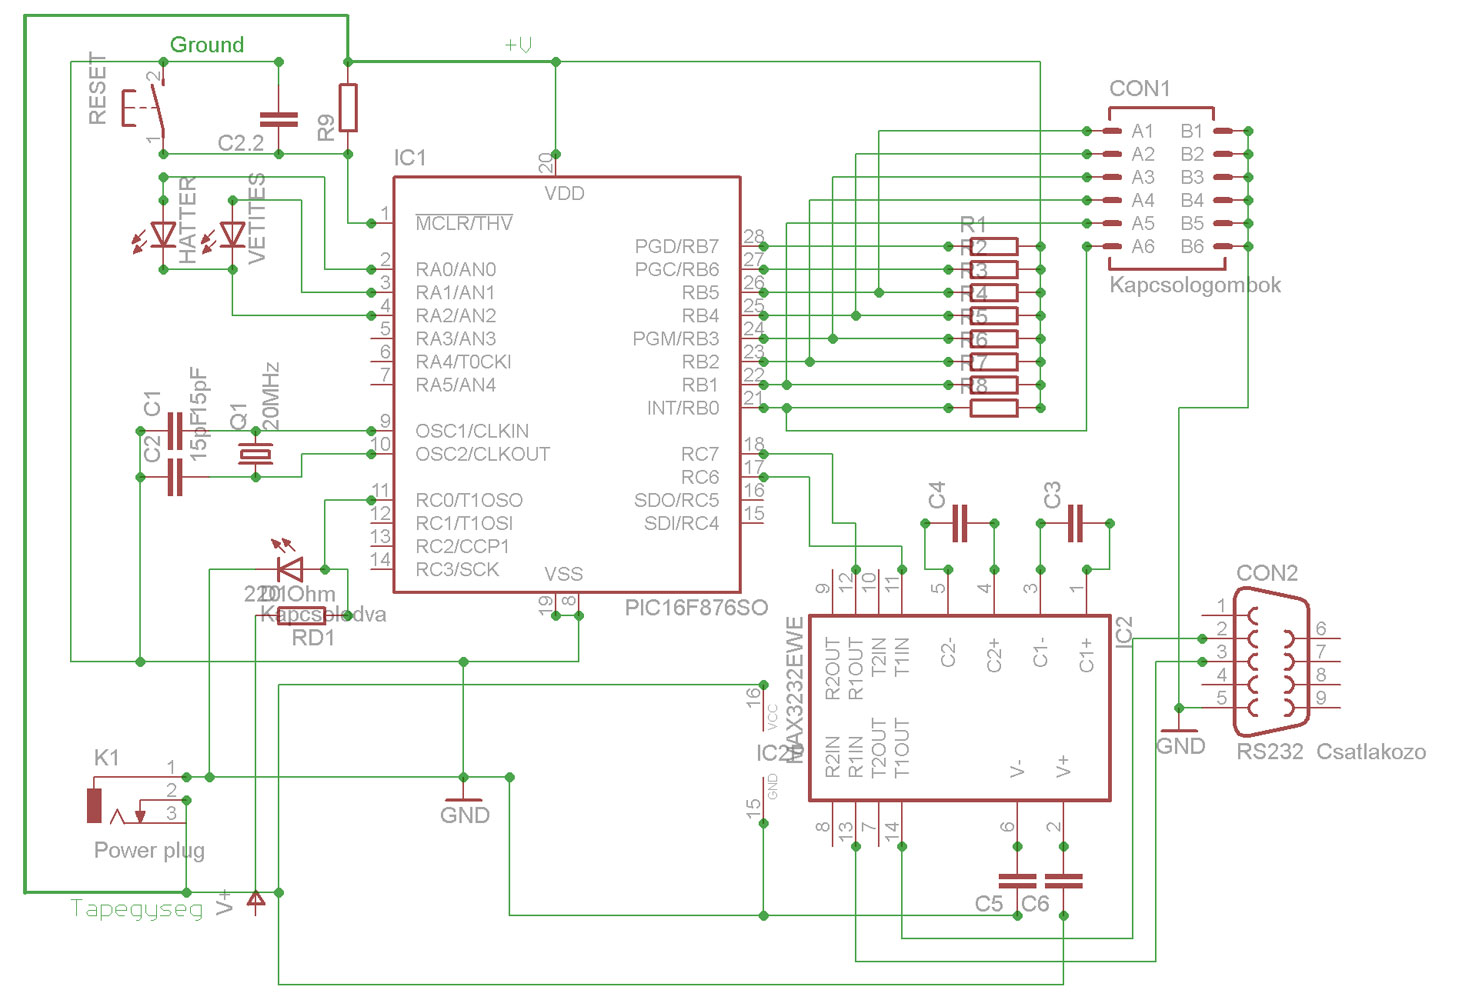 Ground
+V
RESET
2
1
C2.2
R9
IC1
20
VDD
CON1
A1 B1
A2 B2
A3 B3
A4 B4
A5 B5
A6 B6
Kapcsologombok
HATTER
VETITES
1 MCLR/THV
2 RA0/AN0
3 RA1/AN1
4 RA2/AN2
5 RA3/AN3
6 RA4/T0CKI
7 RA5/AN4
9 OSC1/CLKIN
10 OSC2/CLKOUT
11 RC0/T1OSO
12 RC1/T1OSI
13 RC2/CCP1
14 RC3/SCK
PGD/RB7 28
PGC/RB6 27
RB5 26
RB4 25
PGM/RB3 24
RB2 23
RB1 22
INT/RB0 21
RC7 18
RC6 17
SDO/RC5 16
SDI/RC4 15
VSS
19 8
PIC16F876SO
R1
R2
R3
R4
R5
R6
R7
R8
C1
15pF
C2
15pF
Q1
20MHz
Kapcsoledva
RD1
C4
C3
9 12 10 11 5 4 3 1
R2OUT R1OUT T2IN T1IN C2- C2+ C1- C1+
IC2
MAX3232EWE
R2IN R1IN T2OUT T1OUT V- V+
8 13 7 14 6 2
C5 C6
16 VCC
15 GND
CON2
1
2
3
4
5
6
7
8
9
GND
RS232 Csatlakozo
K1
1
2
3
Power plug
GND
Tapegyseg
V+